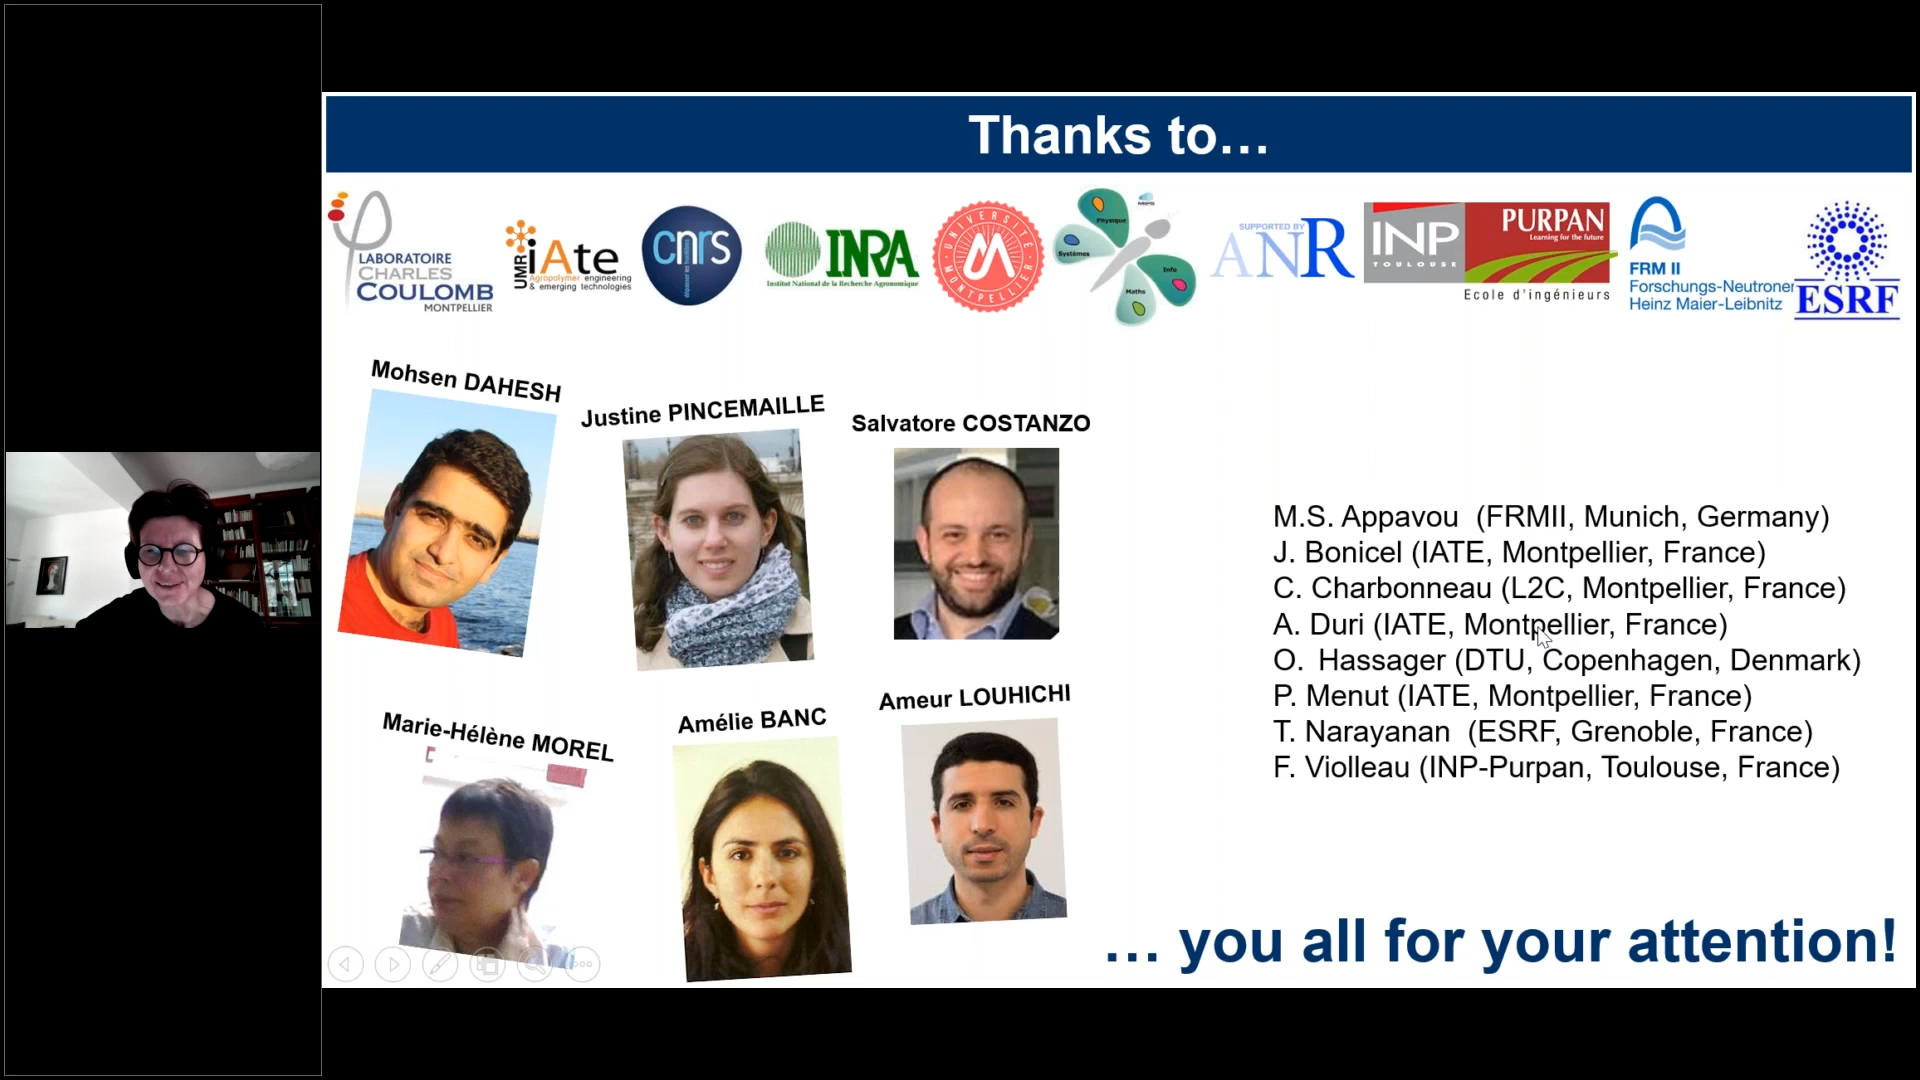 Thanks to…
LABORATOIRE
CHARLES
COULOMB
MONTPELLIER
UMR iAte
Agropolymer engineering
& emerging technologies
cnrs
INRA
Institut National de la Recherche Agronomique
UNIVERSITÉ
MONTPELLIER
Physique
Systèmes
Info
Maths
SUPPORTED BY
ANR
INP
TOULOUSE
PURPAN
Learning for the future
Ecole d'ingénieurs
FRM II
Forschungs-Neutronen
Heinz Maier-Leibnitz
ESRF
Mohsen DAHESH
Justine PINCEMAILLE
Salvatore COSTANZO
Marie-Hélène MOREL
Amélie BANC
Ameur LOUHICHI
M.S. Appavou (FRMII, Munich, Germany)
J. Bonicel (IATE, Montpellier, France)
C. Charbonneau (L2C, Montpellier, France)
A. Duri (IATE, Montpellier, France)
O. Hassager (DTU, Copenhagen, Denmark)
P. Menut (IATE, Montpellier, France)
T. Narayanan (ESRF, Grenoble, France)
F. Violleau (INP-Purpan, Toulouse, France)
… you all for your attention!